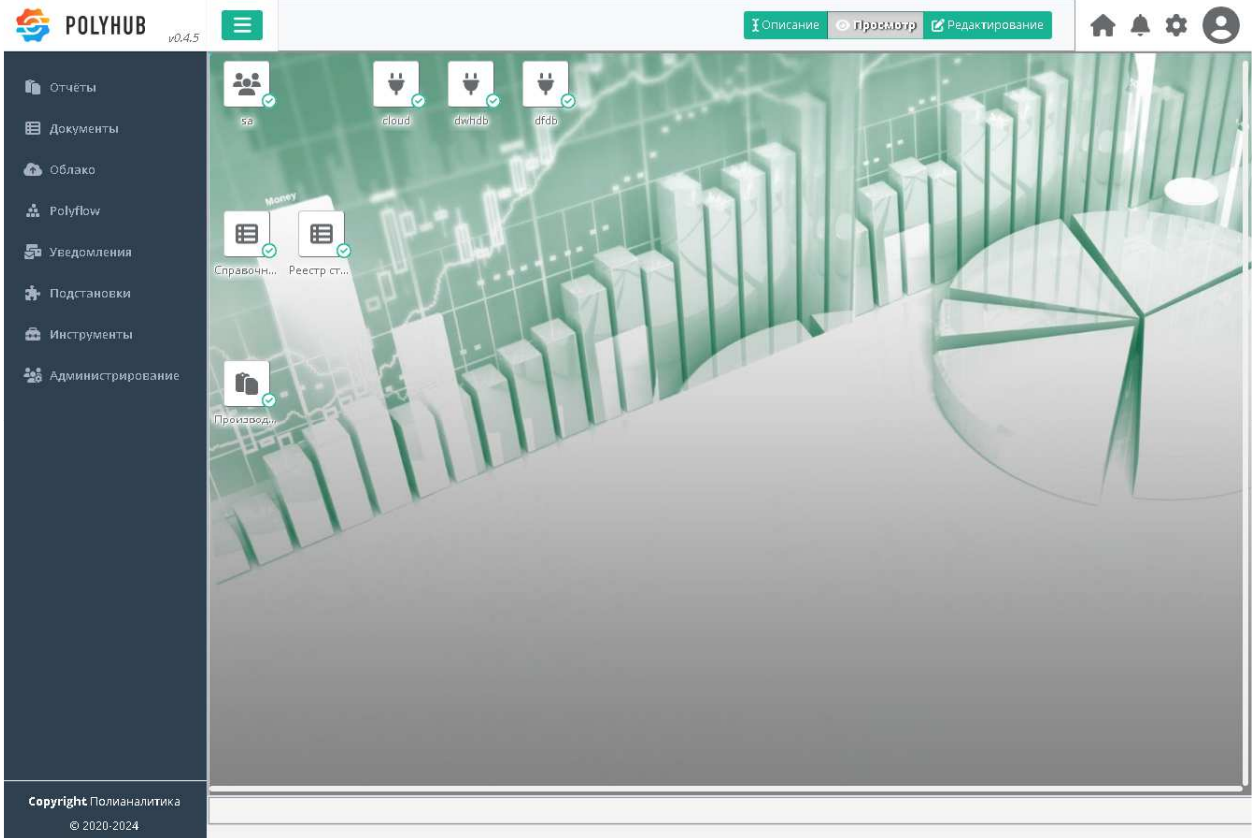 POLYHUB
v0.4.5
Описание
Просмотр
Редактирование
Отчёты
Документы
Облако
Polyflow
Уведомления
Подстановки
Инструменты
Администрирование
sa
cloud
dwhdb
dfdb
Money
Справочн...
Реестр ст...
Производ...
Copyright Полианалитика
© 2020-2024